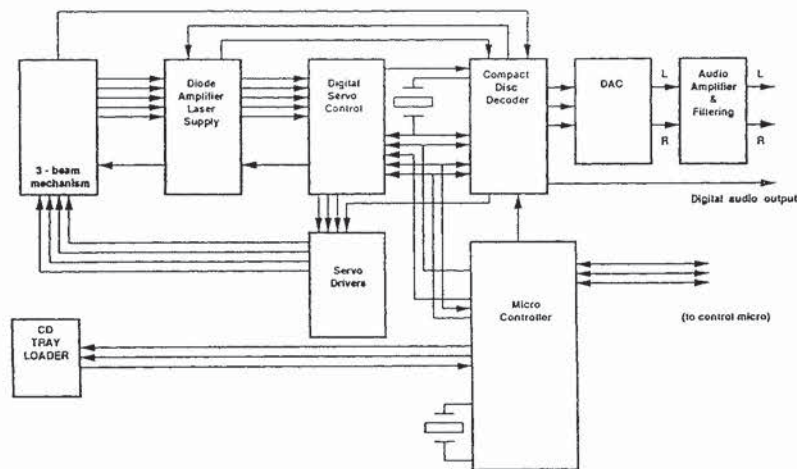 3 - beam
mechanism
Diode
Amplifier
Laser
Supply
Digital
Servo
Control
Compact
Disc
Decoder
DAC
L
R
Audio
Amplifier
&
Filtering
L
R
Digital audio output
Servo
Drivers
Micro
Controller
(to control micro)
CD
TRAY
LOADER